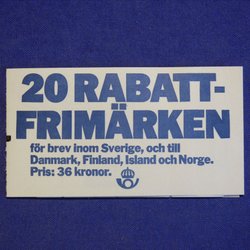 20 RABATT-
FRIMÄRKEN
för brev inom Sverige, och till
Danmark, Finland, Island och Norge.
Pris: 36 kronor.